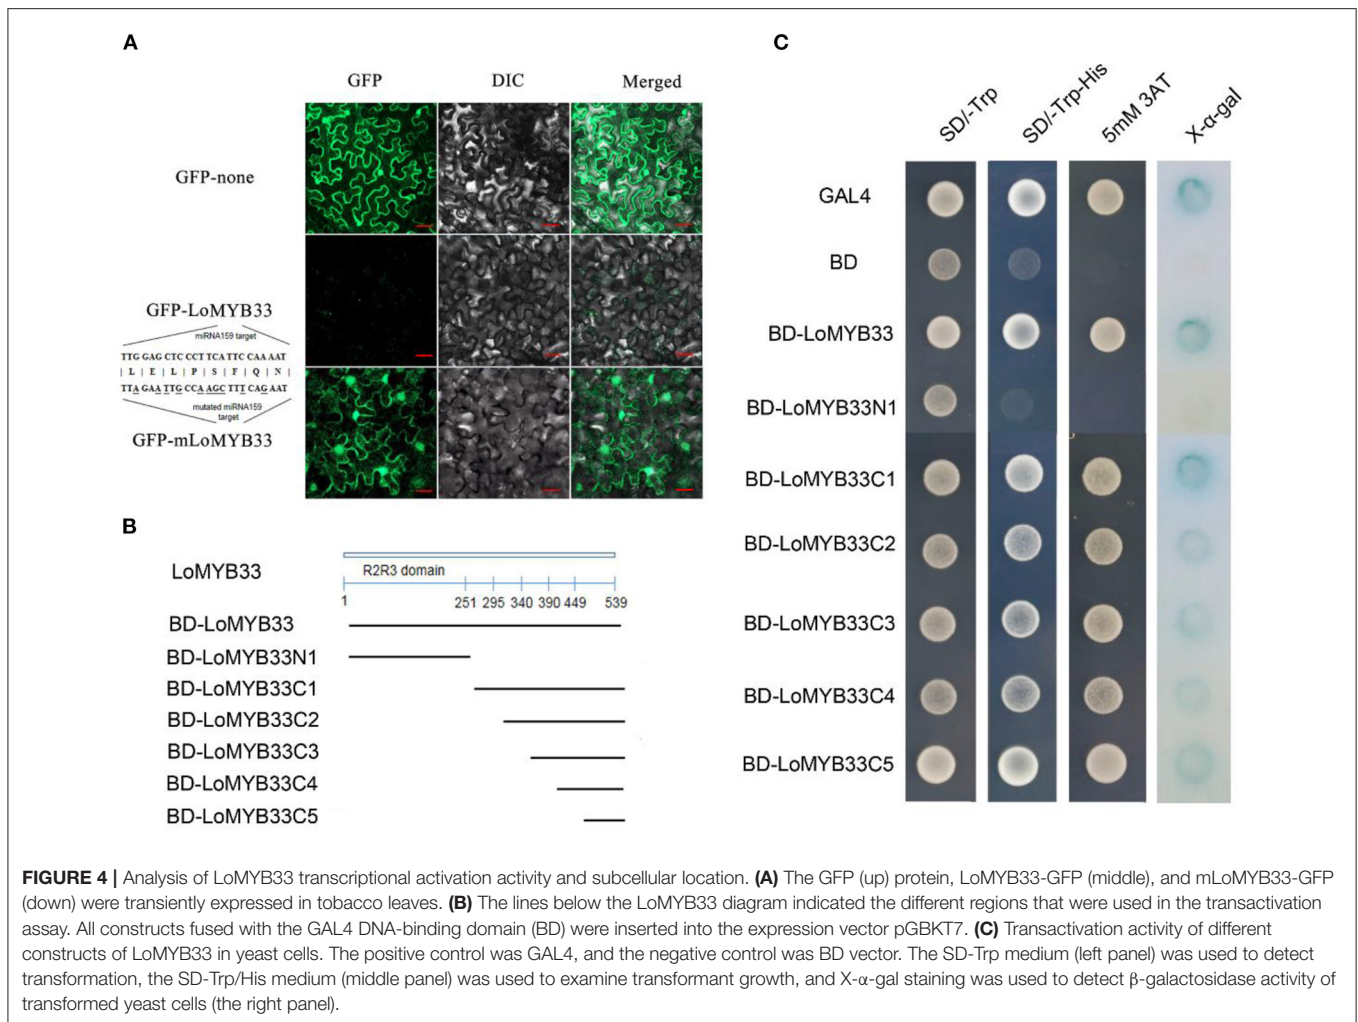 A
GFP
DIC
Merged
GFP-none
GFP-LoMYB33
miRNA159 target
TTG GAG CTC CCT TCA TTC CAA AAT
| L | E | L | P | S | F | Q | N |
TTA GAA TTG CCA AGC TTT CAG AAT
mutated miRNA159
target
GFP-mLoMYB33
B
LoMYB33
R2R3 domain
1 251 295 340 390 449 539
BD-LoMYB33
BD-LoMYB33N1
BD-LoMYB33C1
BD-LoMYB33C2
BD-LoMYB33C3
BD-LoMYB33C4
BD-LoMYB33C5
C
SD/-Trp
SD/-Trp-His
5mM 3AT
X-α-gal
GAL4
BD
BD-LoMYB33
BD-LoMYB33N1
BD-LoMYB33C1
BD-LoMYB33C2
BD-LoMYB33C3
BD-LoMYB33C4
BD-LoMYB33C5
FIGURE 4 | Analysis of LoMYB33 transcriptional activation activity and subcellular location. (A) The GFP (up) protein, LoMYB33-GFP (middle), and mLoMYB33-GFP
(down) were transiently expressed in tobacco leaves. (B) The lines below the LoMYB33 diagram indicated the different regions that were used in the transactivation
assay. All constructs fused with the GAL4 DNA-binding domain (BD) were inserted into the expression vector pGBKT7. (C) Transactivation activity of different
constructs of LoMYB33 in yeast cells. The positive control was GAL4, and the negative control was BD vector. The SD-Trp medium (left panel) was used to detect
transformation, the SD-Trp/His medium (middle panel) was used to examine transformant growth, and X-α-gal staining was used to detect β-galactosidase activity of
transformed yeast cells (the right panel).